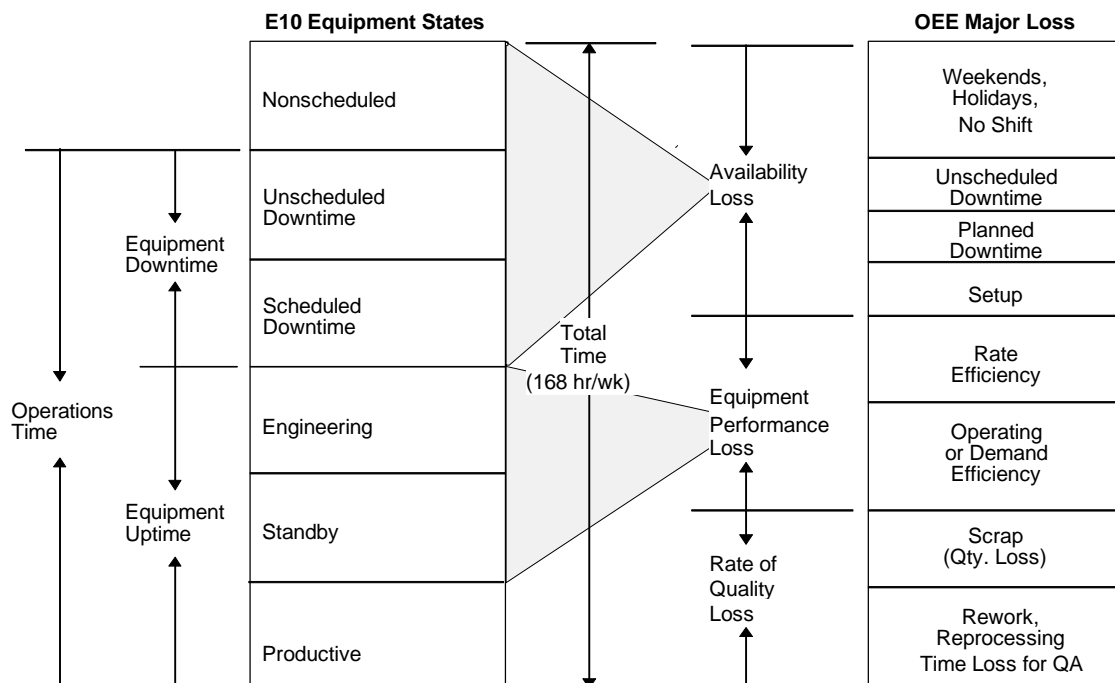 E10 Equipment States
OEE Major Loss
Nonscheduled
Unscheduled
Downtime
Scheduled
Downtime
Engineering
Standby
Productive
Equipment
Downtime
Operations
Time
Equipment
Uptime
Total
Time
(168 hr/wk)
Availability
Loss
Equipment
Performance
Loss
Rate of
Quality
Loss
Weekends,
Holidays,
No Shift
Unscheduled
Downtime
Planned
Downtime
Setup
Rate
Efficiency
Operating
or Demand
Efficiency
Scrap
(Qty. Loss)
Rework,
Reprocessing
Time Loss for QA